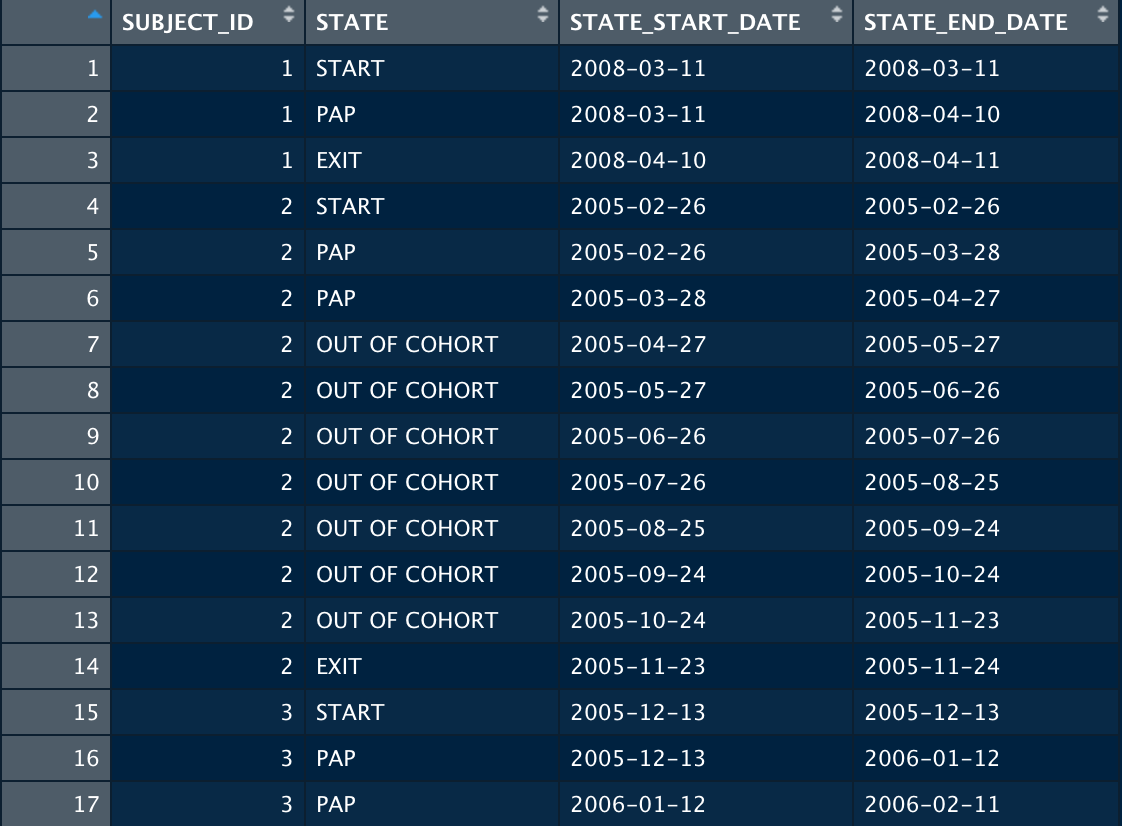 SUBJECT_ID STATE STATE_START_DATE STATE_END_DATE
1 1 START 2008-03-11 2008-03-11
2 1 PAP 2008-03-11 2008-04-10
3 1 EXIT 2008-04-10 2008-04-11
4 2 START 2005-02-26 2005-02-26
5 2 PAP 2005-02-26 2005-03-28
6 2 PAP 2005-03-28 2005-04-27
7 2 OUT OF COHORT 2005-04-27 2005-05-27
8 2 OUT OF COHORT 2005-05-27 2005-06-26
9 2 OUT OF COHORT 2005-06-26 2005-07-26
10 2 OUT OF COHORT 2005-07-26 2005-08-25
11 2 OUT OF COHORT 2005-08-25 2005-09-24
12 2 OUT OF COHORT 2005-09-24 2005-10-24
13 2 OUT OF COHORT 2005-10-24 2005-11-23
14 2 EXIT 2005-11-23 2005-11-24
15 3 START 2005-12-13 2005-12-13
16 3 PAP 2005-12-13 2006-01-12
17 3 PAP 2006-01-12 2006-02-11